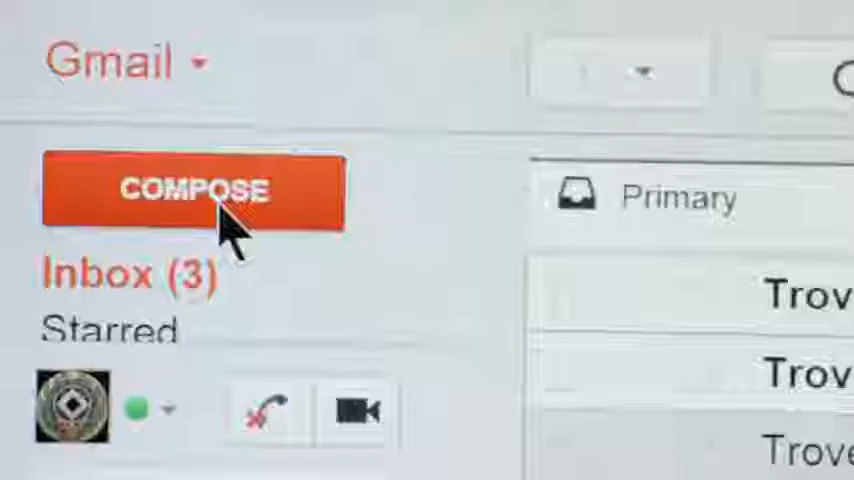 Gmail
COMPOSE
Primary
Inbox (3)
Trov
Starred
Trov
Trove